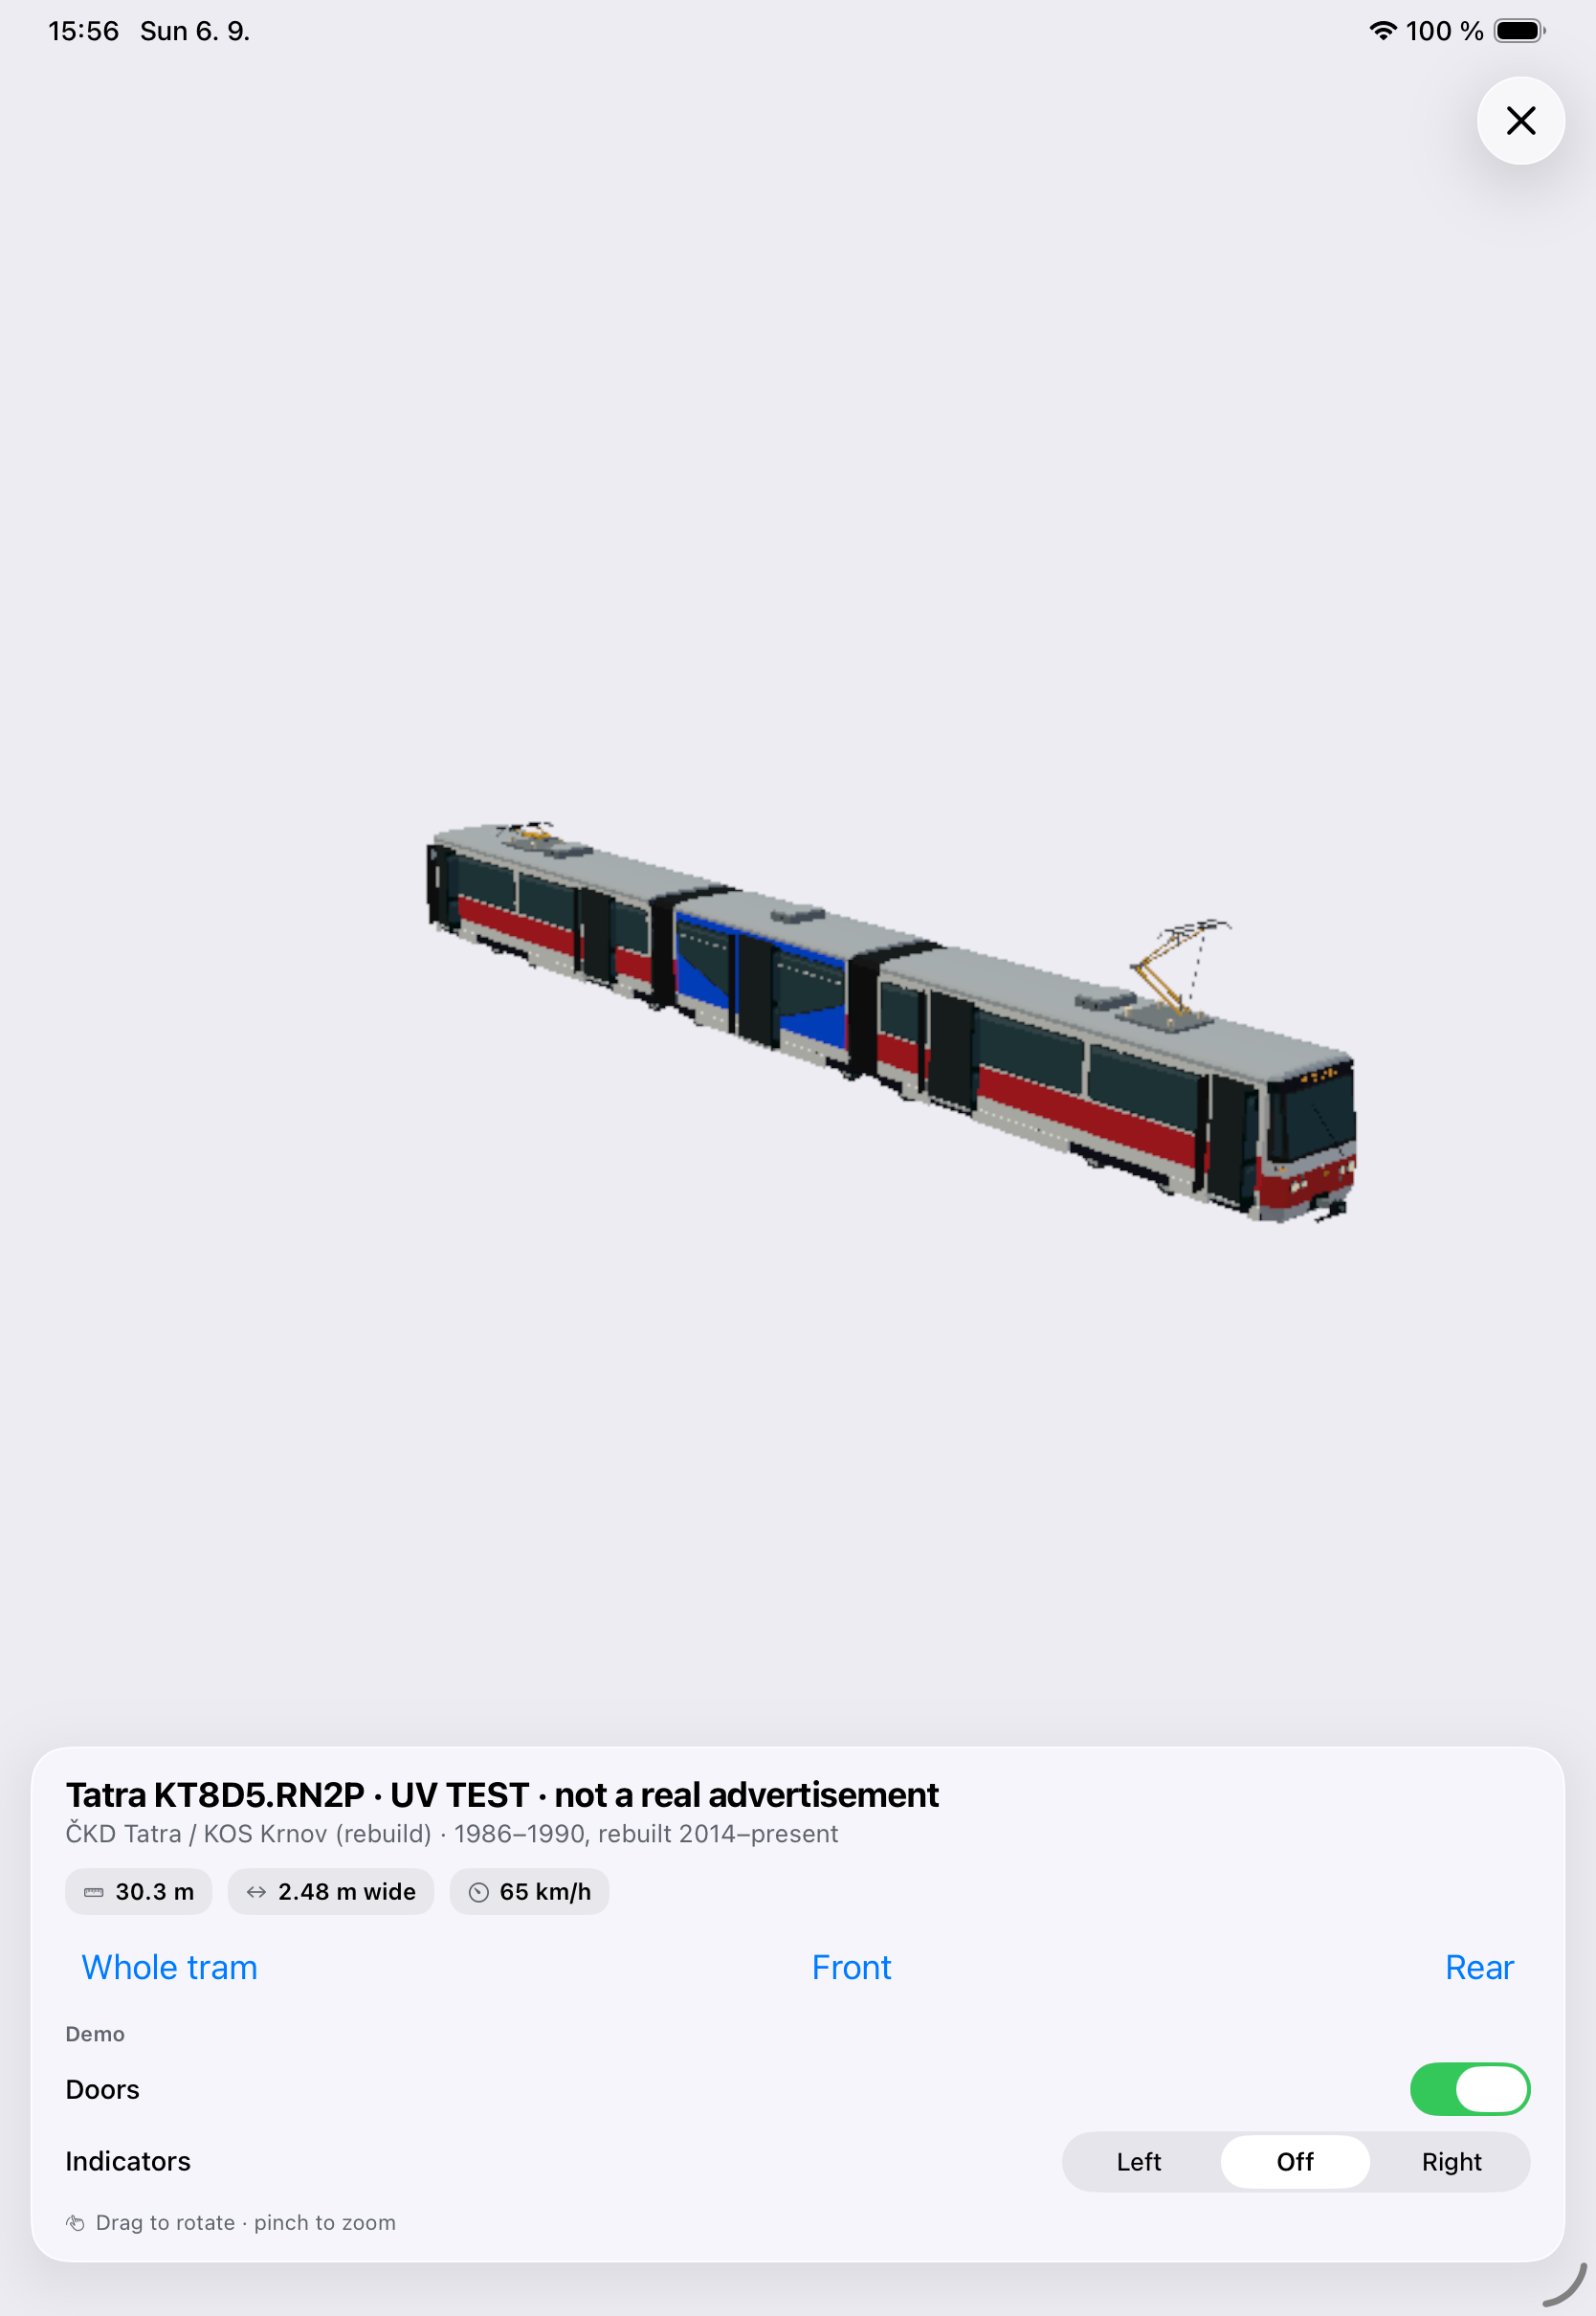 15:56 Sun 6. 9. 100 %
Tatra KT8D5.RN2P · UV TEST · not a real advertisement
ČKD Tatra / KOS Krnov (rebuild) · 1986–1990, rebuilt 2014–present
30.3 m 2.48 m wide 65 km/h
Whole tram Front Rear
Demo
Doors
Indicators Left Off Right
Drag to rotate · pinch to zoom